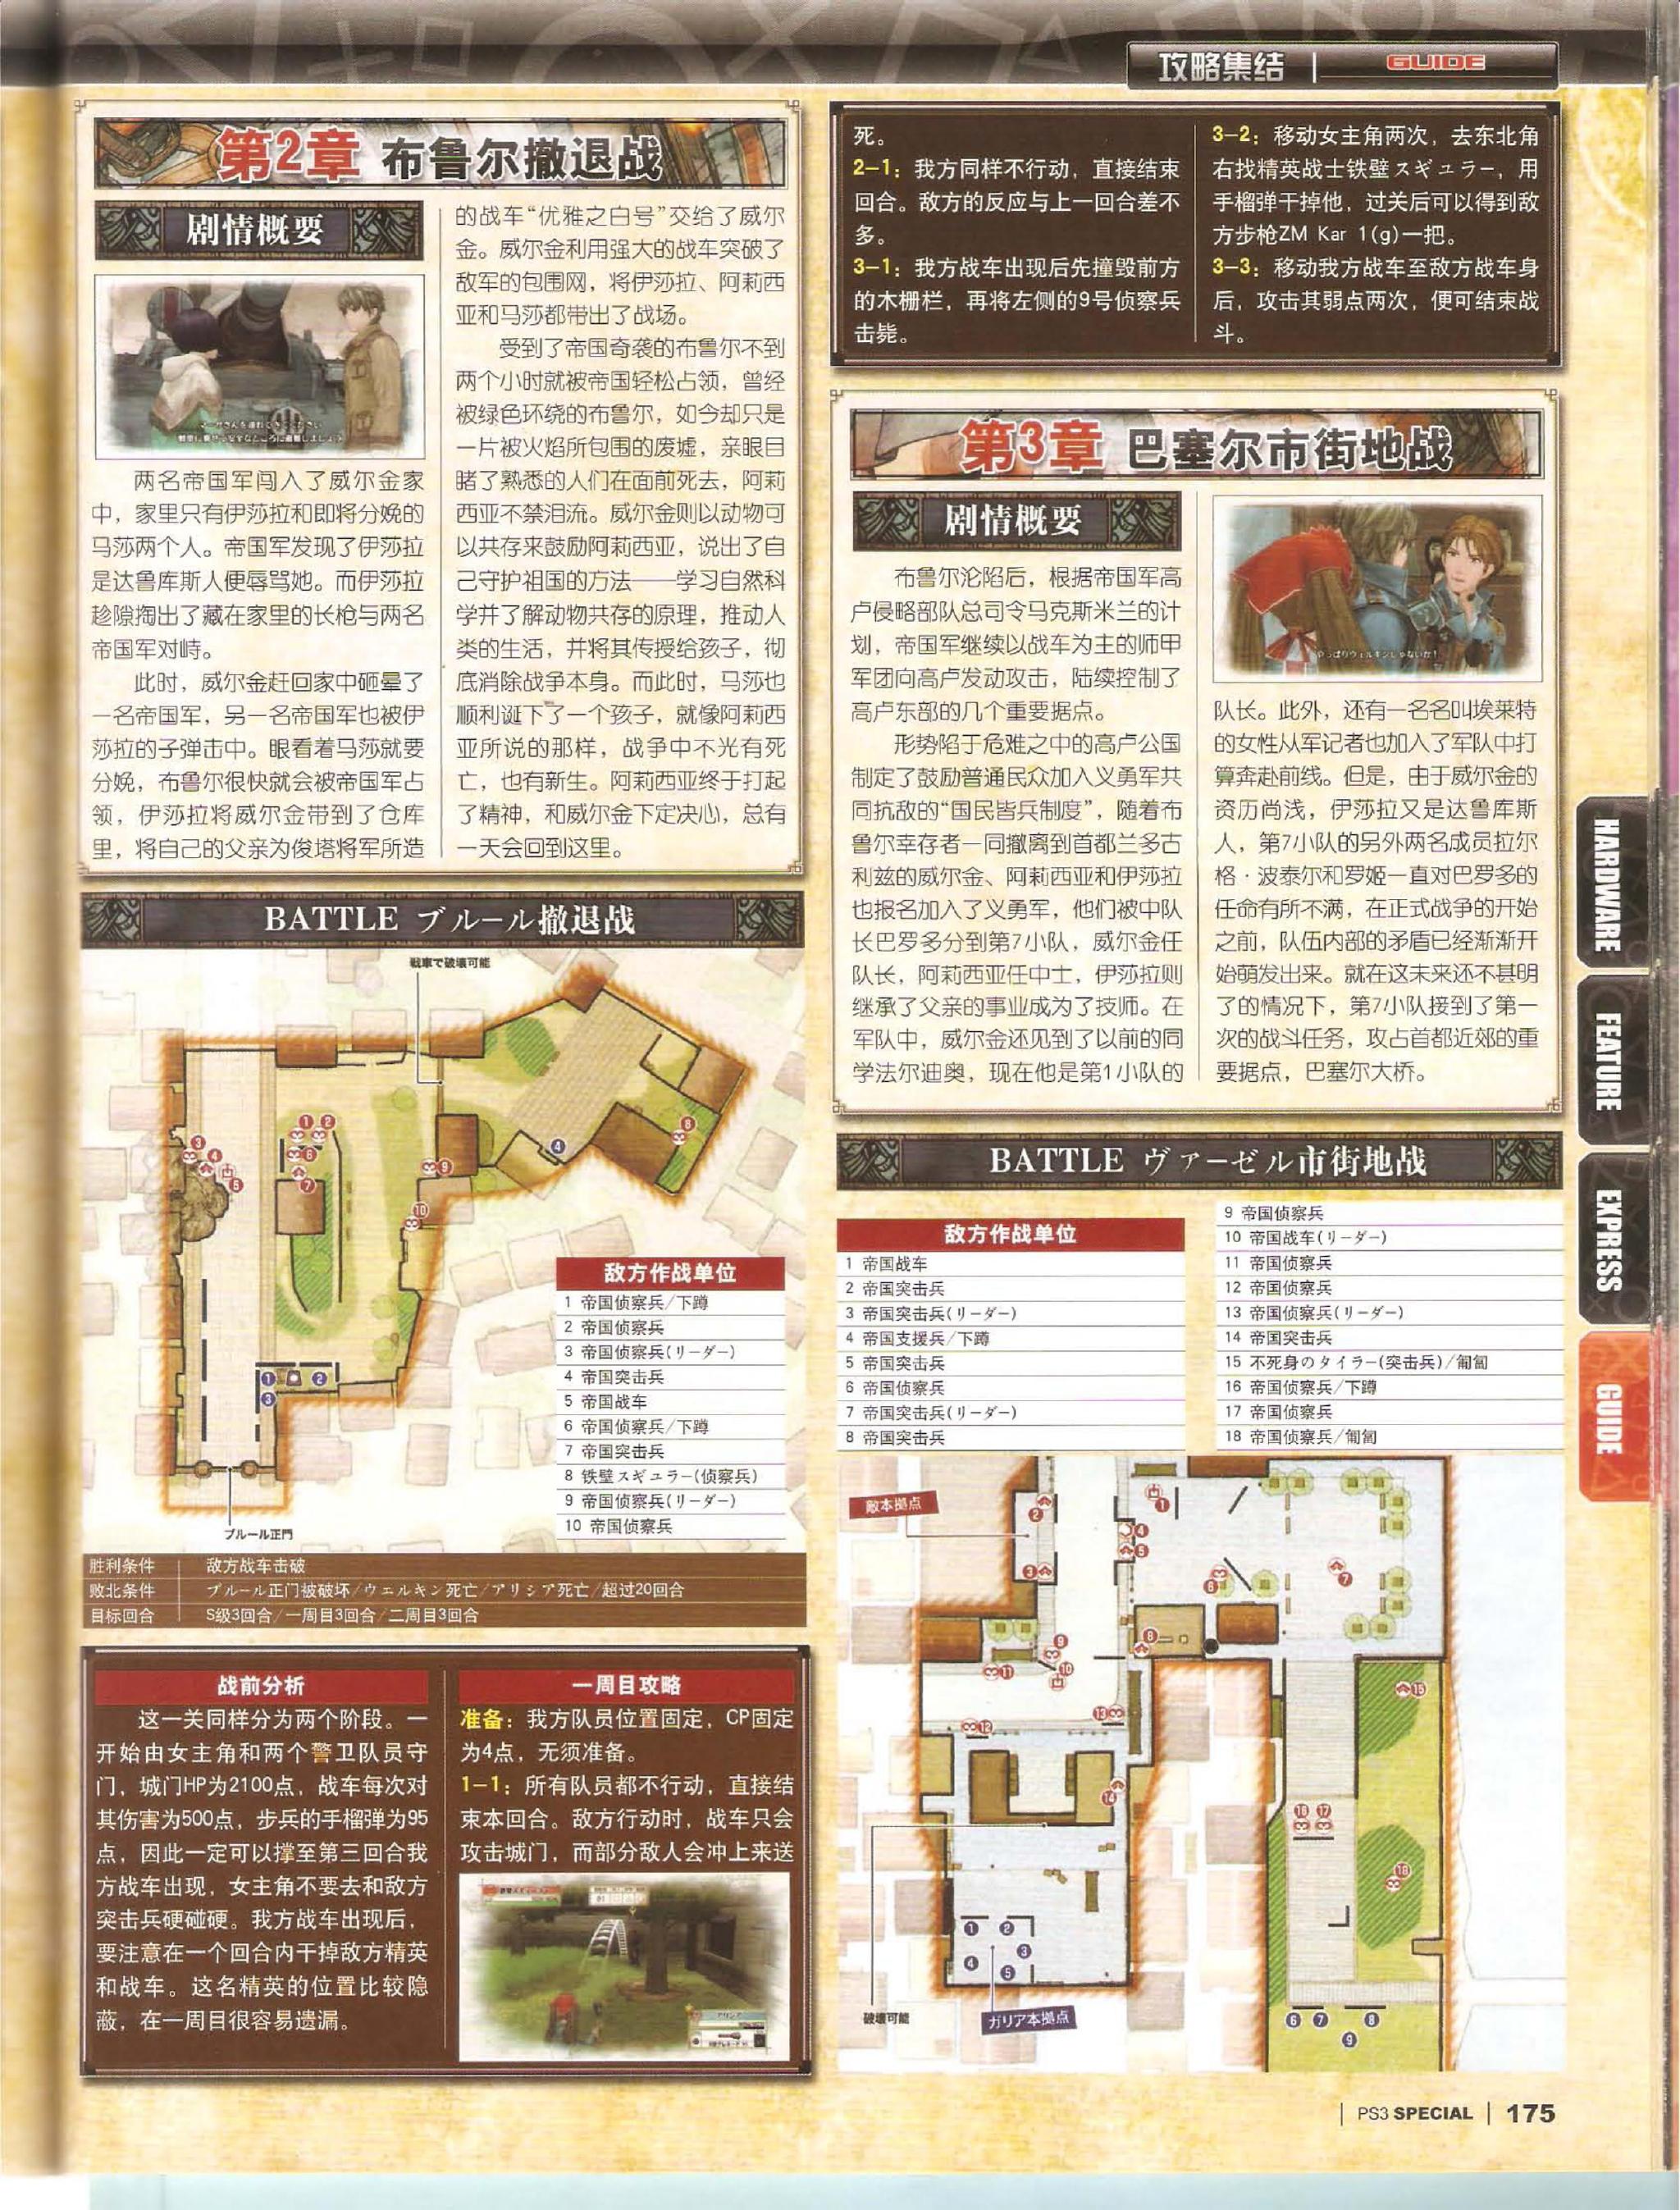 攻略集结
GUIDE
第2章 布鲁尔撤退战
剧情概要
两名帝国军闯入了威尔金家
中，家里只有伊莎拉和即将分娩的
马莎两个人。帝国军发现了伊莎拉
是达鲁库斯人便辱骂她。而伊莎拉
趁隙掏出了藏在家里的长枪与两名
帝国军对峙。
此时，威尔金赶回家中砸晕了
一名帝国军，另一名帝国军也被伊
莎拉的子弹击中。眼看着马莎就要
分娩，布鲁尔很快就会被帝国军占
领，伊莎拉将威尔金带到了仓库
里，将自己的父亲为俊塔将军所造
的战车“优雅之白号”交给了威尔
金。威尔金利用强大的战车突破了
敌军的包围网，将伊莎拉、阿莉西
亚和马莎都带出了战场。
受到了帝国奇袭的布鲁尔不到
两个小时就被帝国轻松占领，曾经
被绿色环绕的布鲁尔，如今却只是
一片被火焰所包围的废墟，亲眼目
睹了熟悉的人们在面前死去，阿莉
西亚不禁泪流。威尔金则以动物可
以共存来鼓励阿莉西亚，说出了自
己守护祖国的方法——学习自然科
学并了解动物共存的原理，推动人
类的生活，并将其传授给孩子，彻
底消除战争本身。而此时，马莎也
顺利诞下了一个孩子，就像阿莉西
亚所说的那样，战争中不光有死
亡，也有新生。阿莉西亚终于打起
了精神，和威尔金下定决心，总有
一天会回到这里。
BATTLE ブルール撤退战
戦車で破壊可能
1 2
3
4
5
6
7
8
9
10
4
1 2
3
ブルール正門
敌方作战单位
1 帝国侦察兵/下蹲
2 帝国侦察兵
3 帝国侦察兵(リーダー)
4 帝国突击兵
5 帝国战车
6 帝国侦察兵/下蹲
7 帝国突击兵
8 铁壁スギュラー(侦察兵)
9 帝国侦察兵(リーダー)
10 帝国侦察兵
胜利条件 敌方战车击破
败北条件 ブルール正门被破坏/ウェルキン死亡/アリシア死亡/超过20回合
目标回合 S级3回合/一周目3回合/二周目3回合
战前分析
这一关同样分为两个阶段。一
开始由女主角和两个警卫队员守
门，城门HP为2100点，战车每次对
其伤害为500点，步兵的手榴弹为95
点，因此一定可以撑至第三回合我
方战车出现，女主角不要去和敌方
突击兵硬碰硬。我方战车出现后，
要注意在一个回合内干掉敌方精英
和战车。这名精英的位置比较隐
蔽，在一周目很容易遗漏。
一周目攻略
准备：我方队员位置固定，CP固定
为4点，无须准备。
1-1：所有队员都不行动，直接结
束本回合。敌方行动时，战车只会
攻击城门，而部分敌人会冲上来送
死。
2-1：我方同样不行动，直接结束
回合。敌方的反应与上一回合差不
多。
3-1：我方战车出现后先撞毁前方
的木栅栏，再将左侧的9号侦察兵
击毙。
3-2：移动女主角两次，去东北角
右找精英战士铁壁スギュラー，用
手榴弹干掉他，过关后可以得到敌
方步枪ZM Kar 1(g)一把。
3-3：移动我方战车至敌方战车身
后，攻击其弱点两次，便可结束战
斗。
第3章 巴塞尔市街地战
剧情概要
布鲁尔沦陷后，根据帝国军高
卢侵略部队总司令马克斯米兰的计
划，帝国军继续以战车为主的师甲
军团向高卢发动攻击，陆续控制了
高卢东部的几个重要据点。
形势陷于危难之中的高卢公国
制定了鼓励普通民众加入义勇军共
同抗敌的“国民皆兵制度”，随着布
鲁尔幸存者一同撤离到首都兰多古
利兹的威尔金、阿莉西亚和伊莎拉
也报名加入了义勇军，他们被中队
长巴罗多分到第7小队，威尔金任
队长，阿莉西亚任中士，伊莎拉则
继承了父亲的事业成为了技师。在
军队中，威尔金还见到了以前的同
学法尔迪奥，现在他是第1小队的
やっぱりウェルキンじゃないか！
队长。此外，还有一名名叫埃莱特
的女性从军记者也加入了军队中打
算奔赴前线。但是，由于威尔金的
资历尚浅，伊莎拉又是达鲁库斯
人，第7小队的另外两名成员拉尔
格·波泰尔和罗姬一直对巴罗多的
任命有所不满，在正式战争的开始
之前，队伍内部的矛盾已经渐渐开
始萌发出来。就在这未来还不甚明
了的情况下，第7小队接到了第一
次的战斗任务，攻占首都近郊的重
要据点，巴塞尔大桥。
BATTLE ヴァーゼル市街地战
敌方作战单位
1 帝国战车
2 帝国突击兵
3 帝国突击兵(リーダー)
4 帝国支援兵/下蹲
5 帝国突击兵
6 帝国侦察兵
7 帝国突击兵(リーダー)
8 帝国突击兵
9 帝国侦察兵
10 帝国战车(リーダー)
11 帝国侦察兵
12 帝国侦察兵
13 帝国侦察兵(リーダー)
14 帝国突击兵
15 不死身のタイラー(突击兵)/匍匐
16 帝国侦察兵/下蹲
17 帝国侦察兵
18 帝国侦察兵/匍匐
敵本拠点
1
2
3
4
5
6
7
8
9
10
11
12
13
14
15
16 17
18
1 2
3
4 5
6 7 8
9
破壊可能
ガリア本拠点
HARDWARE
FEATURE
EXPRESS
GUIDE
PS3 SPECIAL 175